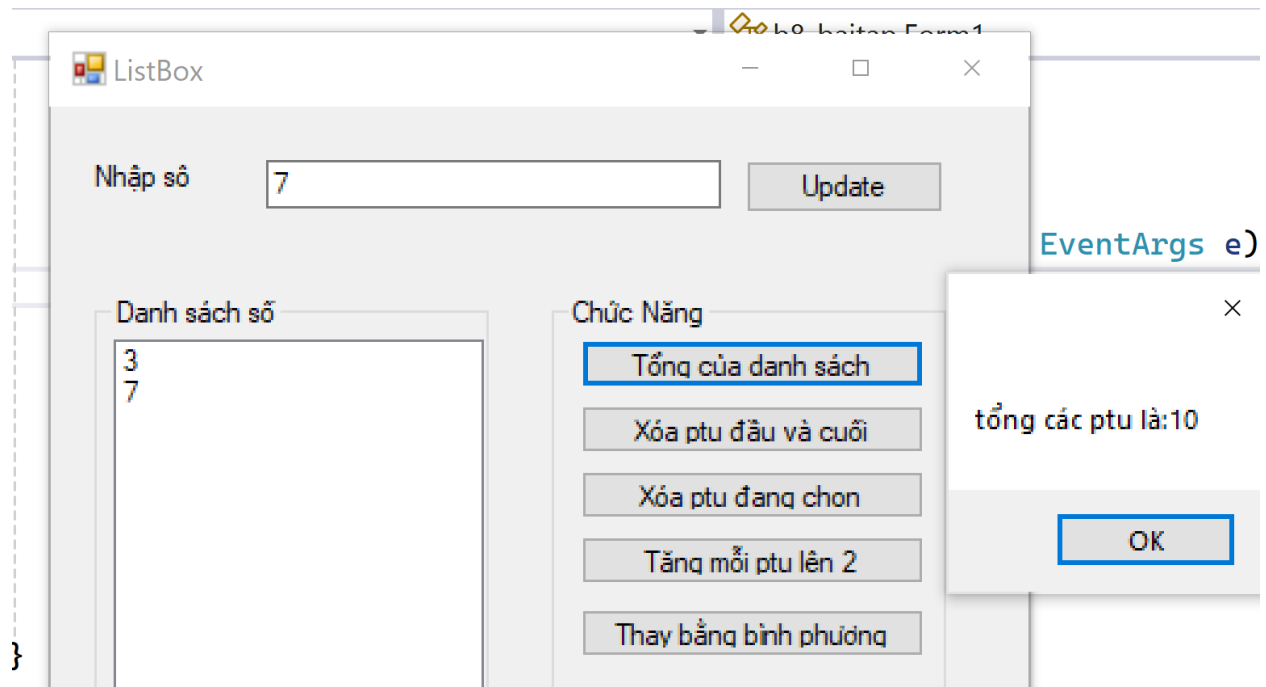 ListBox
Nhập số
7
Update
EventArgs e)
Danh sách số
3
7
Chức Năng
Tổng của danh sách
Xóa ptu đầu và cuối
Xóa ptu đang chọn
Tăng mỗi ptu lên 2
Thay bằng bình phương
tổng các ptu là:10
OK
}